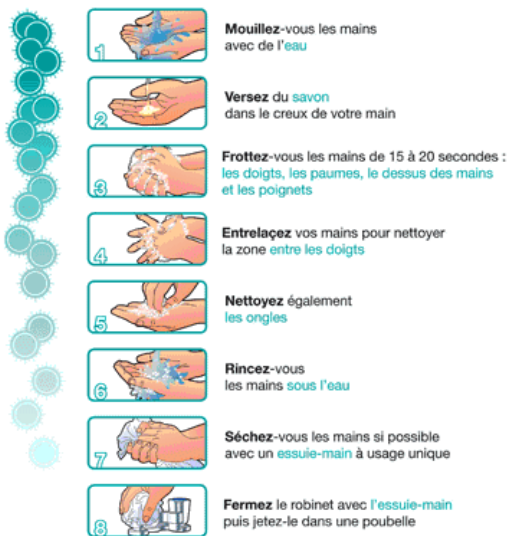 1
Mouillez-vous les mains
avec de l'eau
2
Versez du savon
dans le creux de votre main
3
Frottez-vous les mains de 15 à 20 secondes :
les doigts, les paumes, le dessus des mains
et les poignets
4
Entrelaçez vos mains pour nettoyer
la zone entre les doigts
5
Nettoyez également
les ongles
6
Rincez-vous
les mains sous l'eau
7
Séchez-vous les mains si possible
avec un essuie-main à usage unique
8
Fermez le robinet avec l'essuie-main
puis jetez-le dans une poubelle